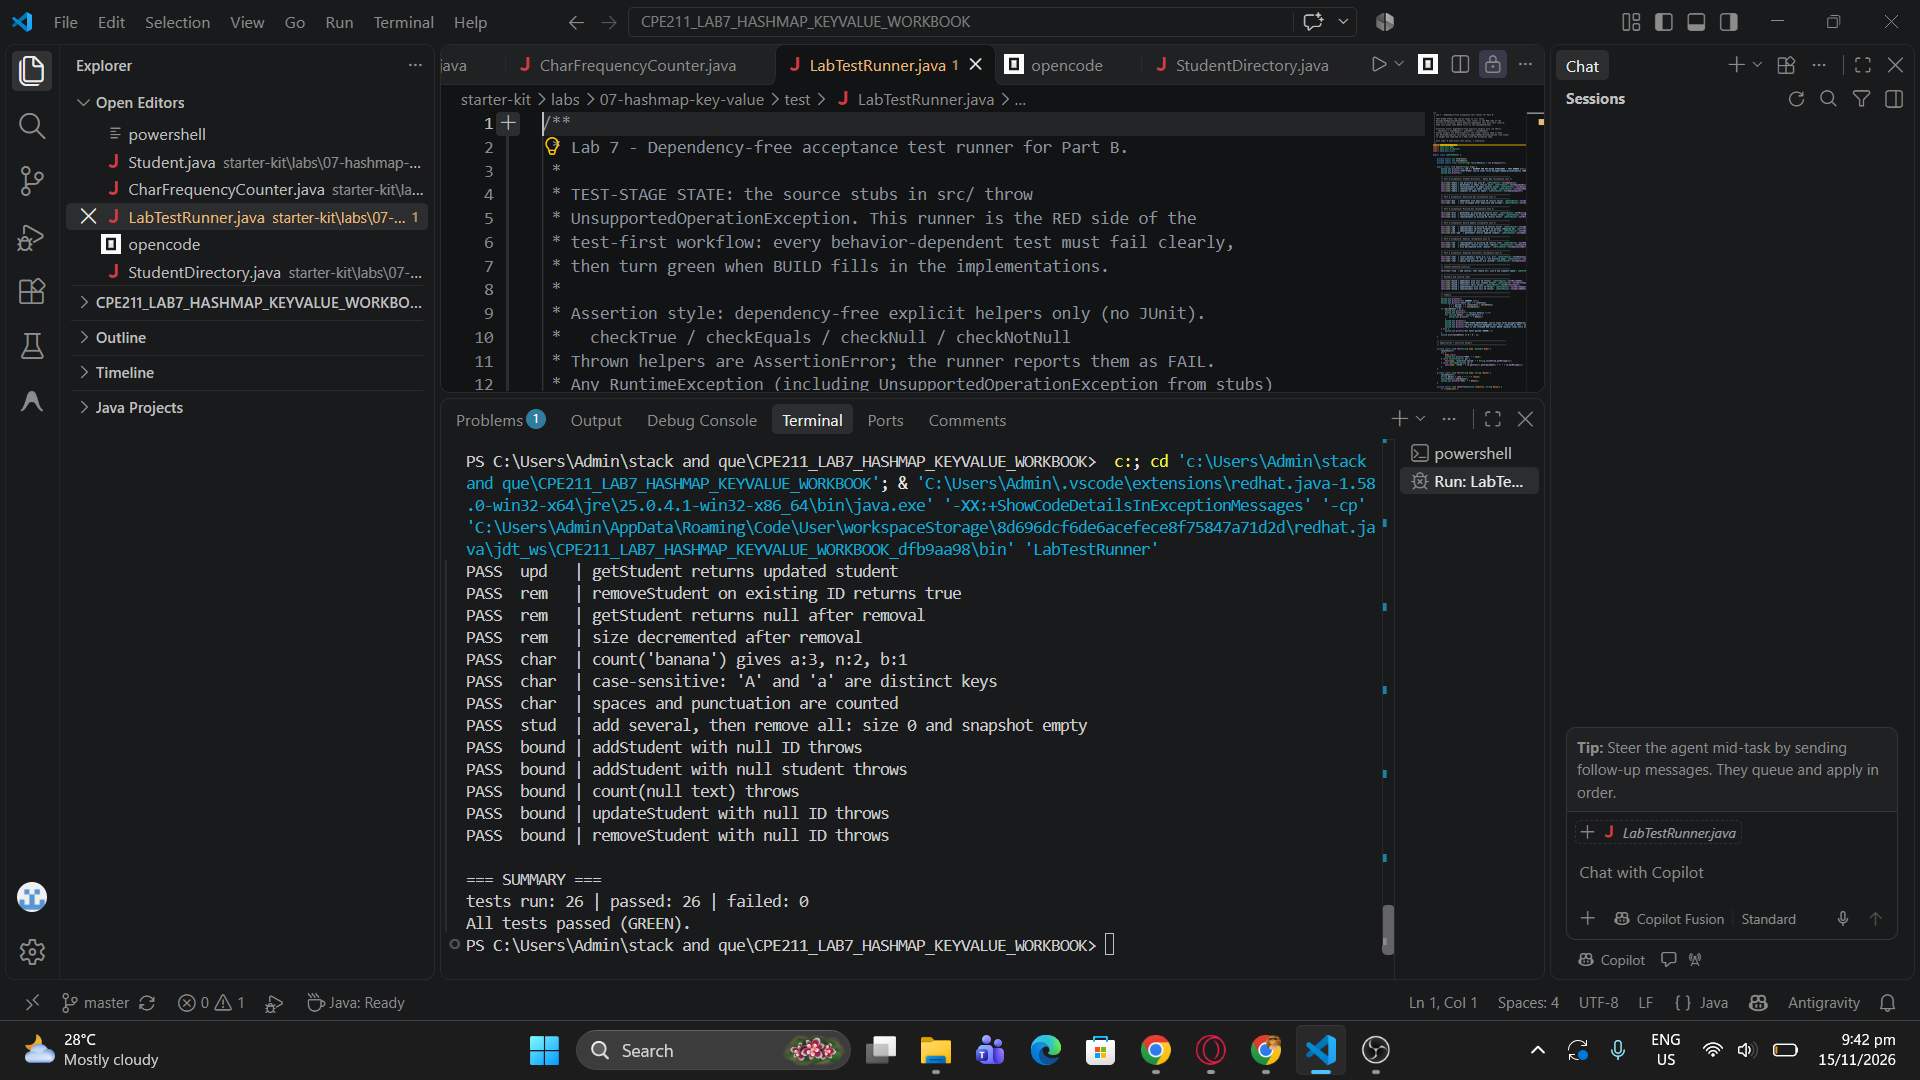 File Edit Selection View Go Run Terminal Help
CPE211_LAB7_HASHMAP_KEYVALUE_WORKBOOK
Explorer
Open Editors
powershell
Student.java starter-kit\labs\07-hashmap-...
CharFrequencyCounter.java starter-kit\la...
LabTestRunner.java starter-kit\labs\07-... 1
opencode
StudentDirectory.java starter-kit\labs\07-...
CPE211_LAB7_HASHMAP_KEYVALUE_WORKBO...
Outline
Timeline
Java Projects
java CharFrequencyCounter.java LabTestRunner.java 1 opencode StudentDirectory.java
starter-kit > labs > 07-hashmap-key-value > test > LabTestRunner.java > ...
1 /**
2 * Lab 7 - Dependency-free acceptance test runner for Part B.
3 *
4 * TEST-STAGE STATE: the source stubs in src/ throw
5 * UnsupportedOperationException. This runner is the RED side of the
6 * test-first workflow: every behavior-dependent test must fail clearly,
7 * then turn green when BUILD fills in the implementations.
8 *
9 * Assertion style: dependency-free explicit helpers only (no JUnit).
10 * checkTrue / checkEquals / checkNull / checkNotNull
11 * Thrown helpers are AssertionError; the runner reports them as FAIL.
12 * Any RuntimeException (including UnsupportedOperationException from stubs)
Problems 1 Output Debug Console Terminal Ports Comments
PS C:\Users\Admin\stack and que\CPE211_LAB7_HASHMAP_KEYVALUE_WORKBOOK> c:; cd 'c:\Users\Admin\stack
and que\CPE211_LAB7_HASHMAP_KEYVALUE_WORKBOOK'; & 'C:\Users\Admin\.vscode\extensions\redhat.java-1.58
.0-win32-x64\jre\25.0.4.1-win32-x86_64\bin\java.exe' '-XX:+ShowCodeDetailsInExceptionMessages' '-cp'
'C:\Users\Admin\AppData\Roaming\Code\User\workspaceStorage\8d696dcf6de6acefece8f75847a71d2d\redhat.ja
va\jdt_ws\CPE211_LAB7_HASHMAP_KEYVALUE_WORKBOOK_dfb9aa98\bin' 'LabTestRunner'
PASS upd | getStudent returns updated student
PASS rem | removeStudent on existing ID returns true
PASS rem | getStudent returns null after removal
PASS rem | size decremented after removal
PASS char | count('banana') gives a:3, n:2, b:1
PASS char | case-sensitive: 'A' and 'a' are distinct keys
PASS char | spaces and punctuation are counted
PASS stud | add several, then remove all: size 0 and snapshot empty
PASS bound | addStudent with null ID throws
PASS bound | addStudent with null student throws
PASS bound | count(null text) throws
PASS bound | updateStudent with null ID throws
PASS bound | removeStudent with null ID throws
=== SUMMARY ===
tests run: 26 | passed: 26 | failed: 0
All tests passed (GREEN).
PS C:\Users\Admin\stack and que\CPE211_LAB7_HASHMAP_KEYVALUE_WORKBOOK>
powershell
Run: LabTe...
Chat
Sessions
Tip: Steer the agent mid-task by sending
follow-up messages. They queue and apply in
order.
LabTestRunner.java
Chat with Copilot
Copilot Fusion Standard
Copilot
master 0 1 Java: Ready
Ln 1, Col 1 Spaces: 4 UTF-8 LF { } Java Antigravity
28°C
Mostly cloudy
Search
ENG
US
9:42 pm
15/11/2026